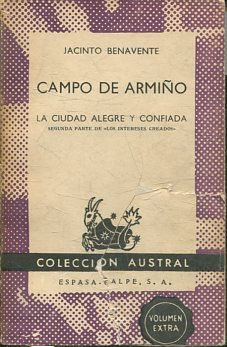 JACINTO BENAVENTE
CAMPO DE ARMIÑO
LA CIUDAD ALEGRE Y CONFIADA
SEGUNDA PARTE DE «LOS INTERESES CREADOS»
COLECCIÓN AUSTRAL
ESPASA-CALPE, S. A.
VOLUMEN
EXTRA